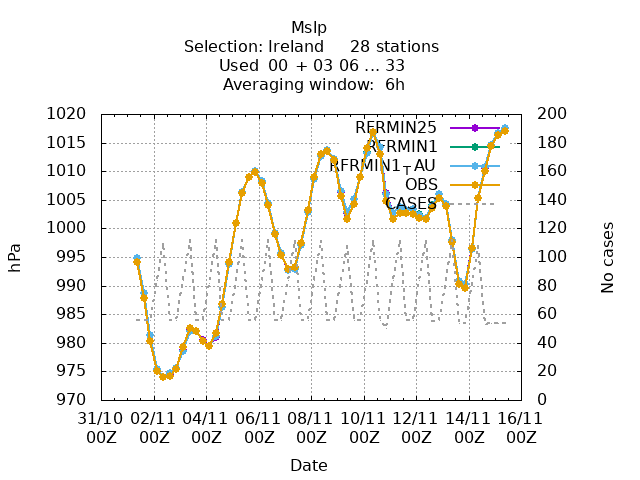 Mslp
Selection: Ireland 28 stations
Used 00 + 03 06 ... 33
Averaging window: 6h
1020
1015
1010
1005
1000
995
990
985
980
975
970
hPa
200
180
160
140
120
100
80
60
40
20
0
No cases
RFRMIN25
RFRMIN1
RFRMIN1_AU
OBS
CASES
31/10 02/11 04/11 06/11 08/11 10/11 12/11 14/11 16/11
00Z 00Z 00Z 00Z 00Z 00Z 00Z 00Z 00Z
Date